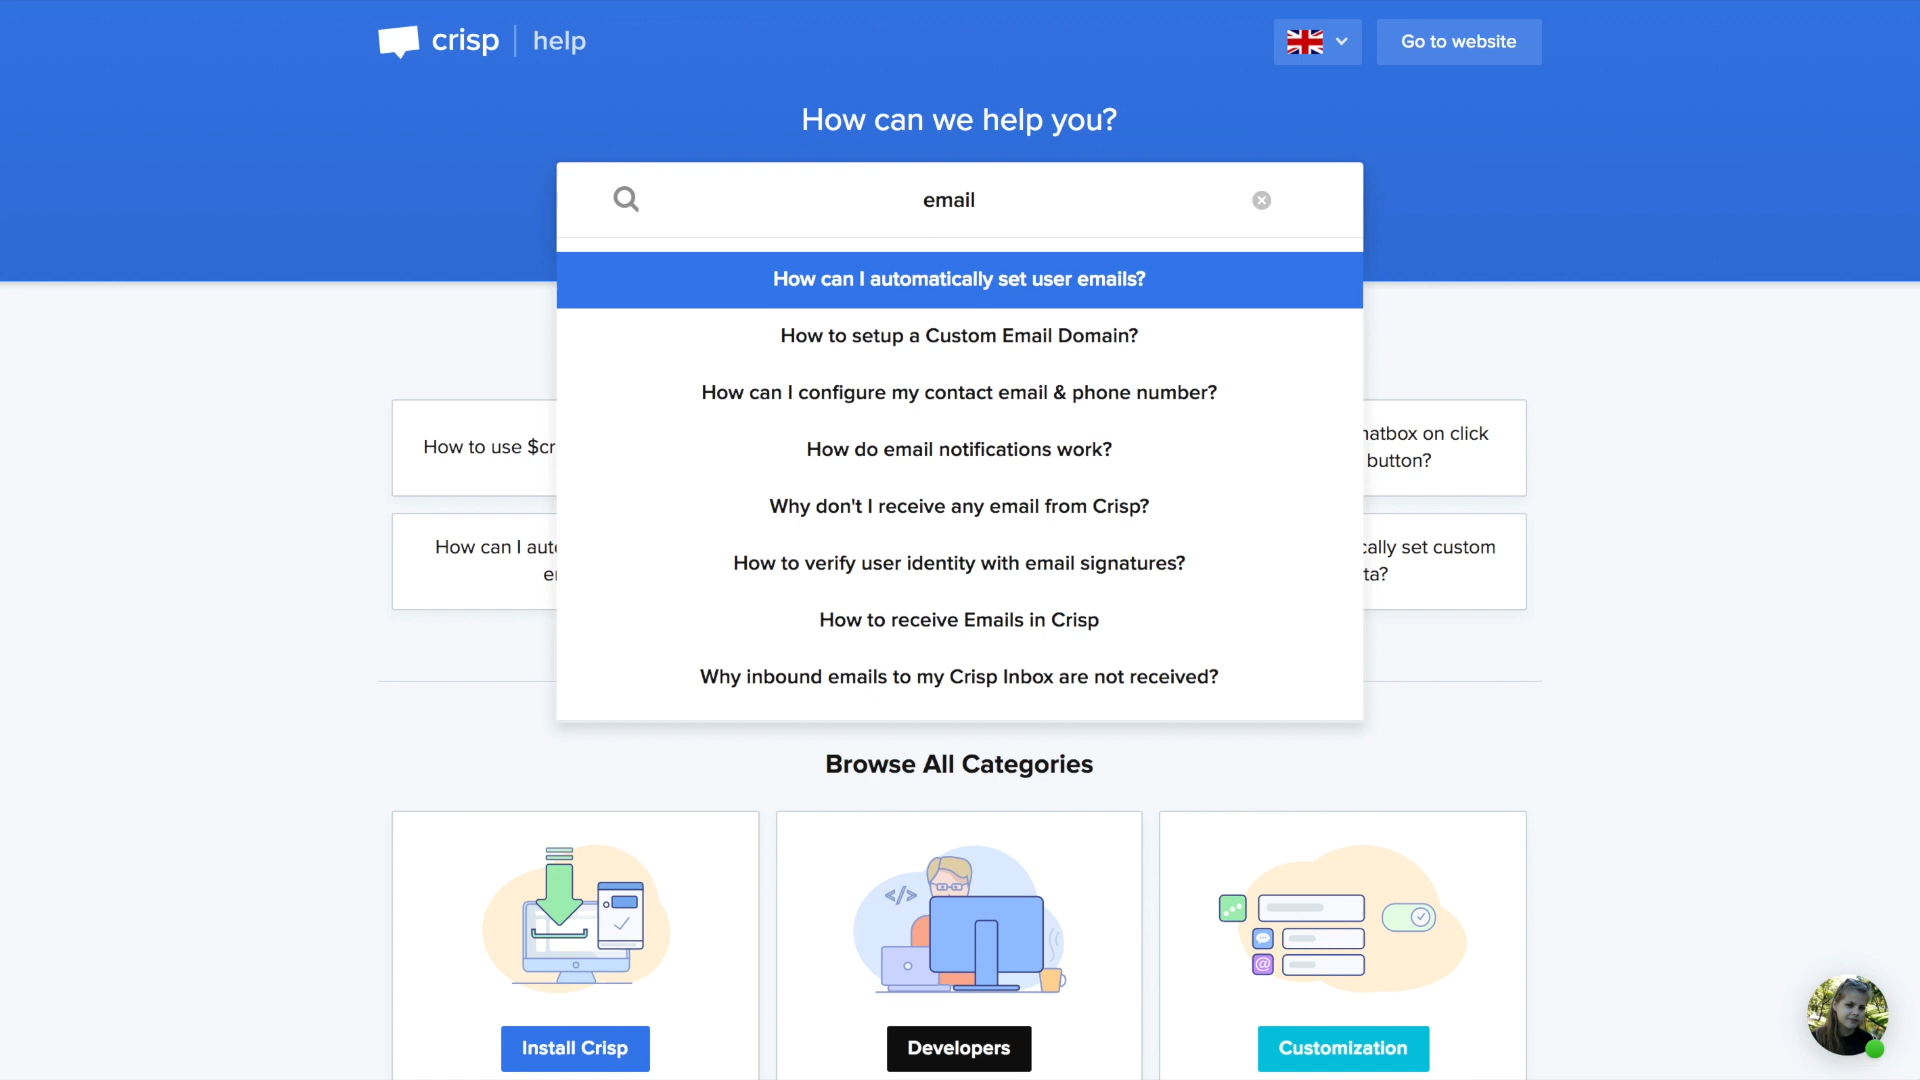 crisp help
Go to website
How can we help you?
email
How can I automatically set user emails?
How to setup a Custom Email Domain?
How can I configure my contact email & phone number?
How do email notifications work?
Why don't I receive any email from Crisp?
How to verify user identity with email signatures?
How to receive Emails in Crisp
Why inbound emails to my Crisp Inbox are not received?
How to use $cr
hatbox on click
button?
How can I aut
e
cally set custom
ta?
Browse All Categories
</>
@
Install Crisp
Developers
Customization